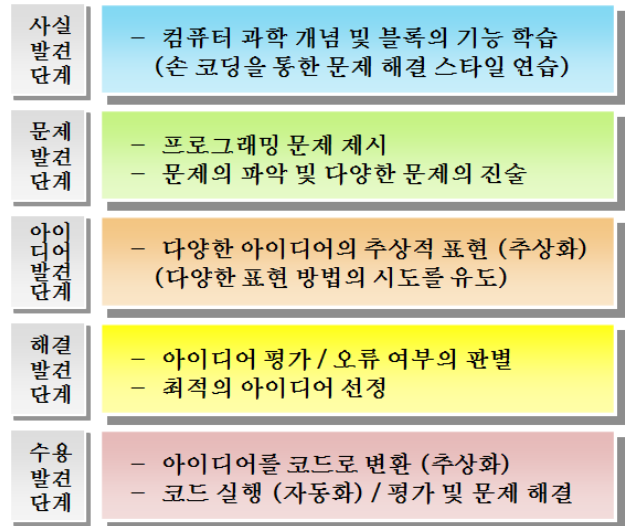 사실
발견
단계
– 컴퓨터 과학 개념 및 블록의 기능 학습
(손 코딩을 통한 문제 해결 스타일 연습)
문제
발견
단계
– 프로그래밍 문제 제시
– 문제의 파악 및 다양한 문제의 진술
아이
디어
발견
단계
– 다양한 아이디어의 추상적 표현 (추상화)
(다양한 표현 방법의 시도를 유도)
해결
발견
단계
– 아이디어 평가 / 오류 여부의 판별
– 최적의 아이디어 선정
수용
발견
단계
– 아이디어를 코드로 변환 (추상화)
– 코드 실행 (자동화) / 평가 및 문제 해결